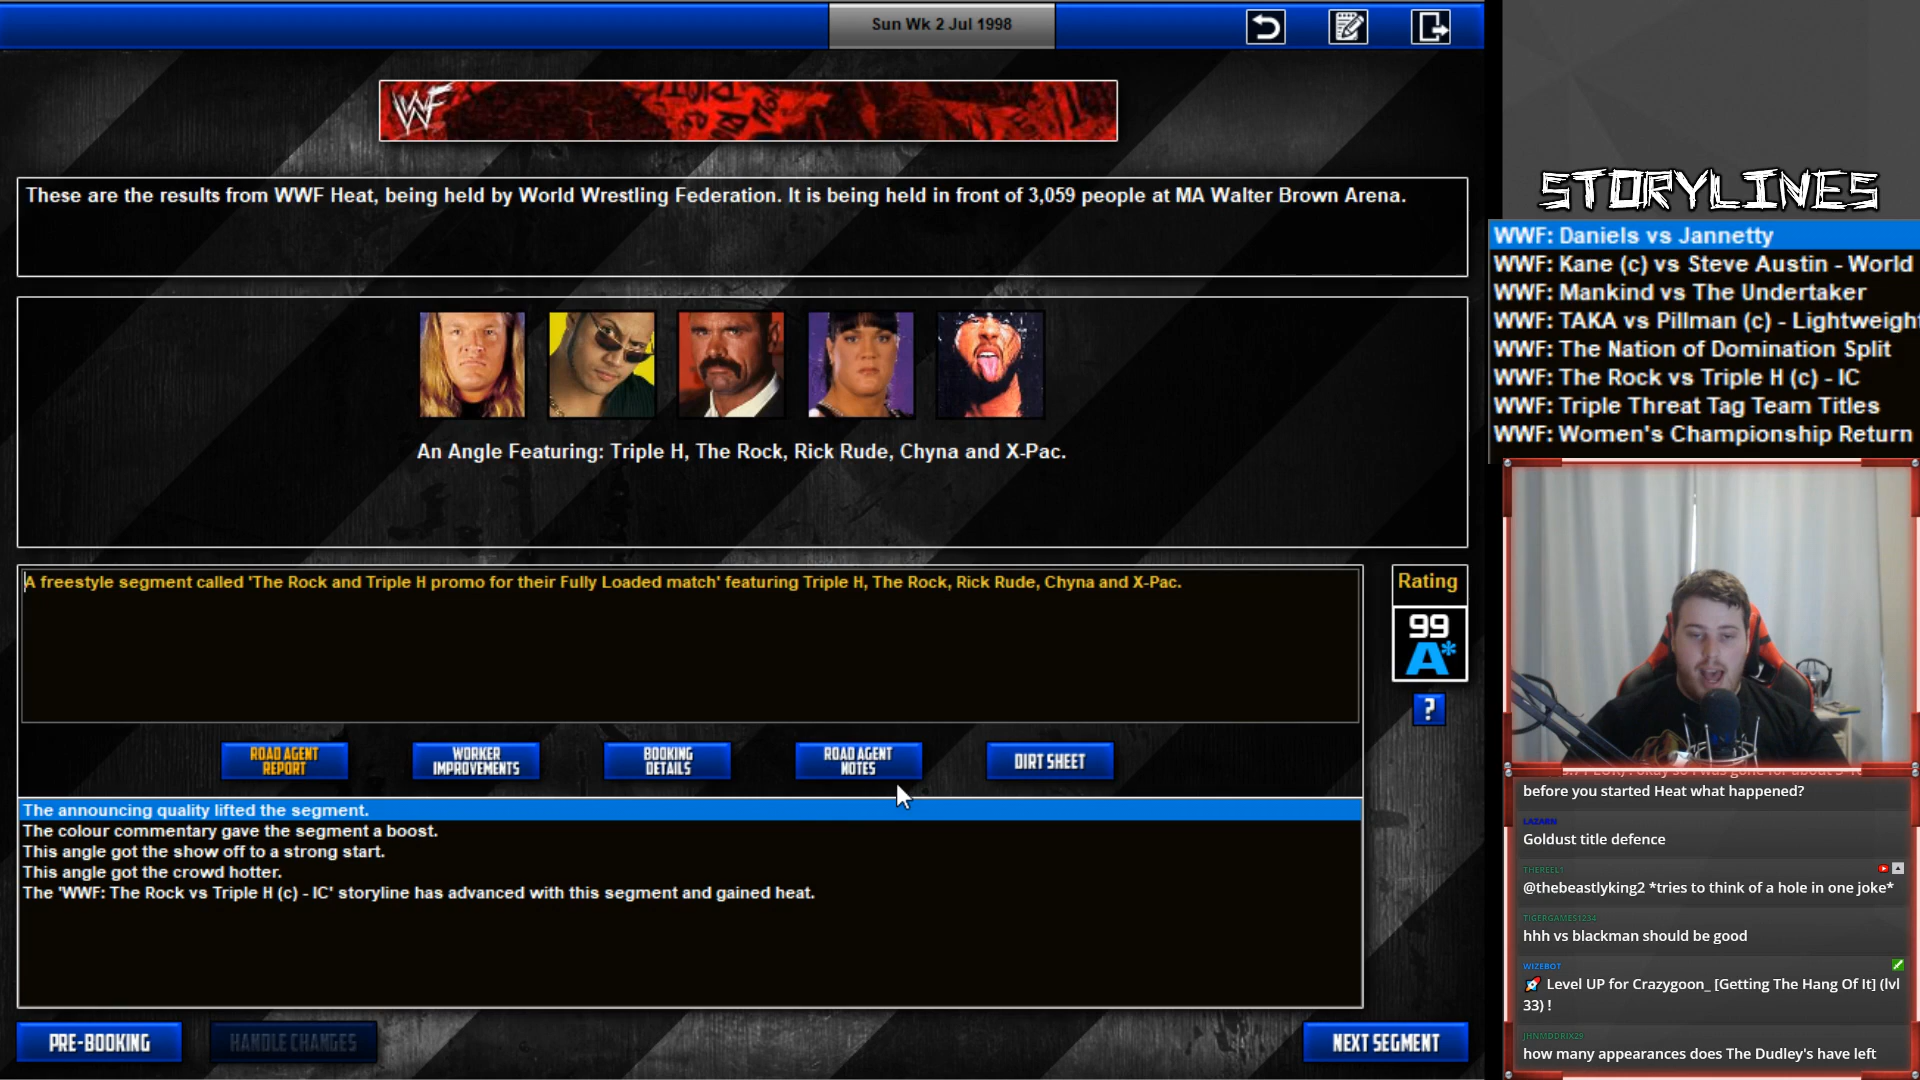 Sun Wk 2 Jul 1998
WWF
These are the results from WWF Heat, being held by World Wrestling Federation. It is being held in front of 3,059 people at MA Walter Brown Arena.
An Angle Featuring: Triple H, The Rock, Rick Rude, Chyna and X-Pac.
A freestyle segment called 'The Rock and Triple H promo for their Fully Loaded match' featuring Triple H, The Rock, Rick Rude, Chyna and X-Pac.
Rating
99
A*
?
ROAD AGENT REPORT
WORKER IMPROVEMENTS
BOOKING DETAILS
ROAD AGENT NOTES
DIRT SHEET
The announcing quality lifted the segment.
The colour commentary gave the segment a boost.
This angle got the show off to a strong start.
This angle got the crowd hotter.
The 'WWF: The Rock vs Triple H (c) - IC' storyline has advanced with this segment and gained heat.
PRE-BOOKING
HANDLE CHANGES
NEXT SEGMENT
STORYLINES
WWF: Daniels vs Jannetty
WWF: Kane (c) vs Steve Austin - World
WWF: Mankind vs The Undertaker
WWF: TAKA vs Pillman (c) - Lightweight
WWF: The Nation of Domination Split
WWF: The Rock vs Triple H (c) - IC
WWF: Triple Threat Tag Team Titles
WWF: Women's Championship Return
before you started Heat what happened?
LAZARN
Goldust title defence
THEREEL1
@thebeastlyking2 *tries to think of a hole in one joke*
TIGERGAMES1234
hhh vs blackman should be good
WIZEBOT
Level UP for Crazygoon_ [Getting The Hang Of It] (lvl
33) !
JHNMDDRIX29
how many appearances does The Dudley's have left